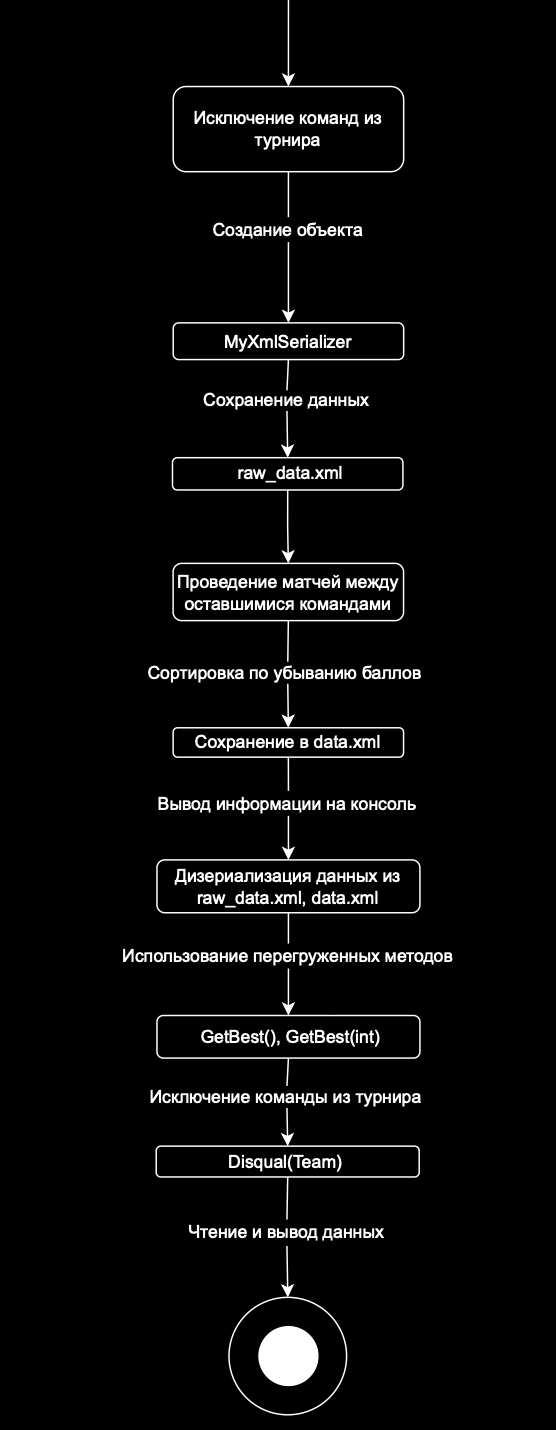 Исключение команд из
турнира
Создание объекта
MyXmlSerializer
Сохранение данных
raw_data.xml
Проведение матчей между
оставшимися командами
Сортировка по убыванию баллов
Сохранение в data.xml
Вывод информации на консоль
Дизериализация данных из
raw_data.xml, data.xml
Использование перегруженных методов
GetBest(), GetBest(int)
Исключение команды из турнира
Disqual(Team)
Чтение и вывод данных